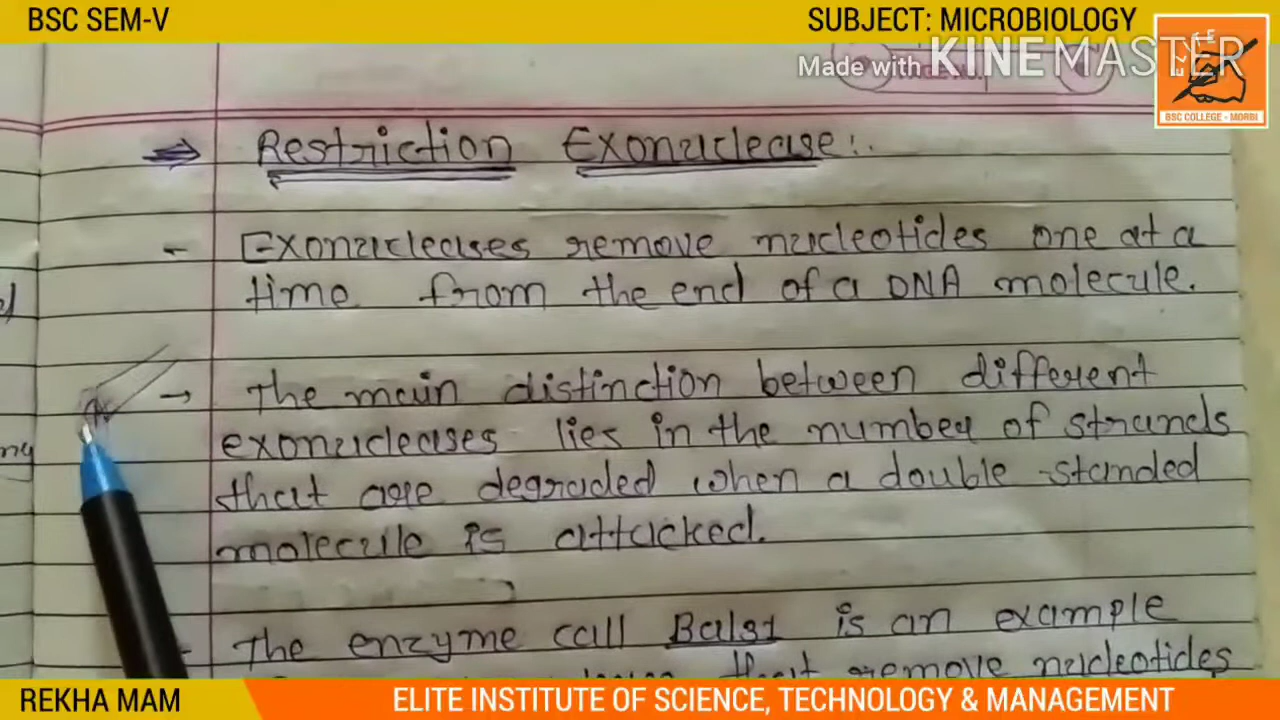 BSC SEM-V
SUBJECT: MICROBIOLOGY
Made with KINEMASTER
BSC COLLEGE - MORBI
Restriction Exonuclease:.
- Exonucleases remove nucleotides one at a
time from the end of a DNA molecule.
→ The main distinction between different
exonucleases lies in the number of strands
that are degraded when a double-standed
molecule is attacked.
- The enzyme call Bal31 is an example
that remove nucleotides
REKHA MAM
ELITE INSTITUTE OF SCIENCE, TECHNOLOGY & MANAGEMENT